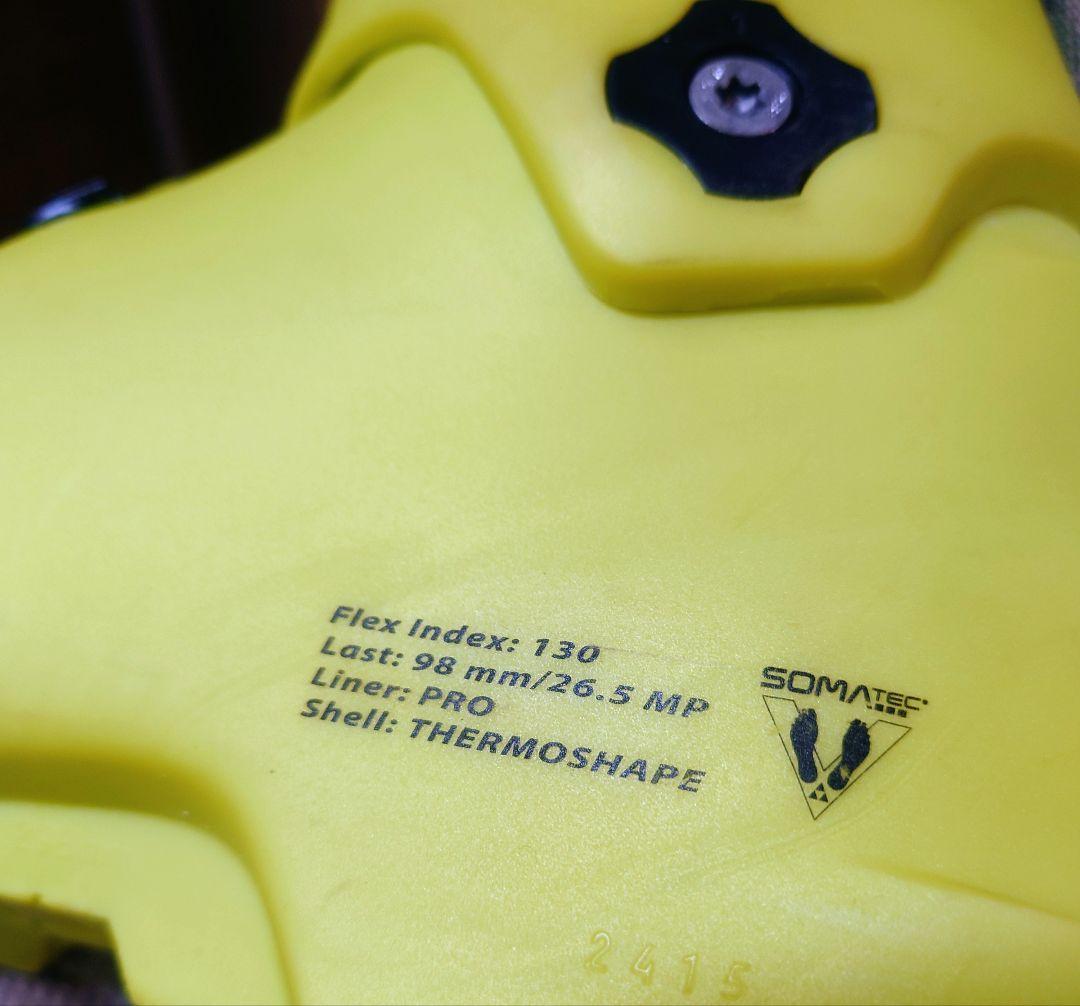 Flex Index: 130
Last: 98 mm/26.5 MP
Liner: PRO
Shell: THERMOSHAPE
SOMATEC
2415